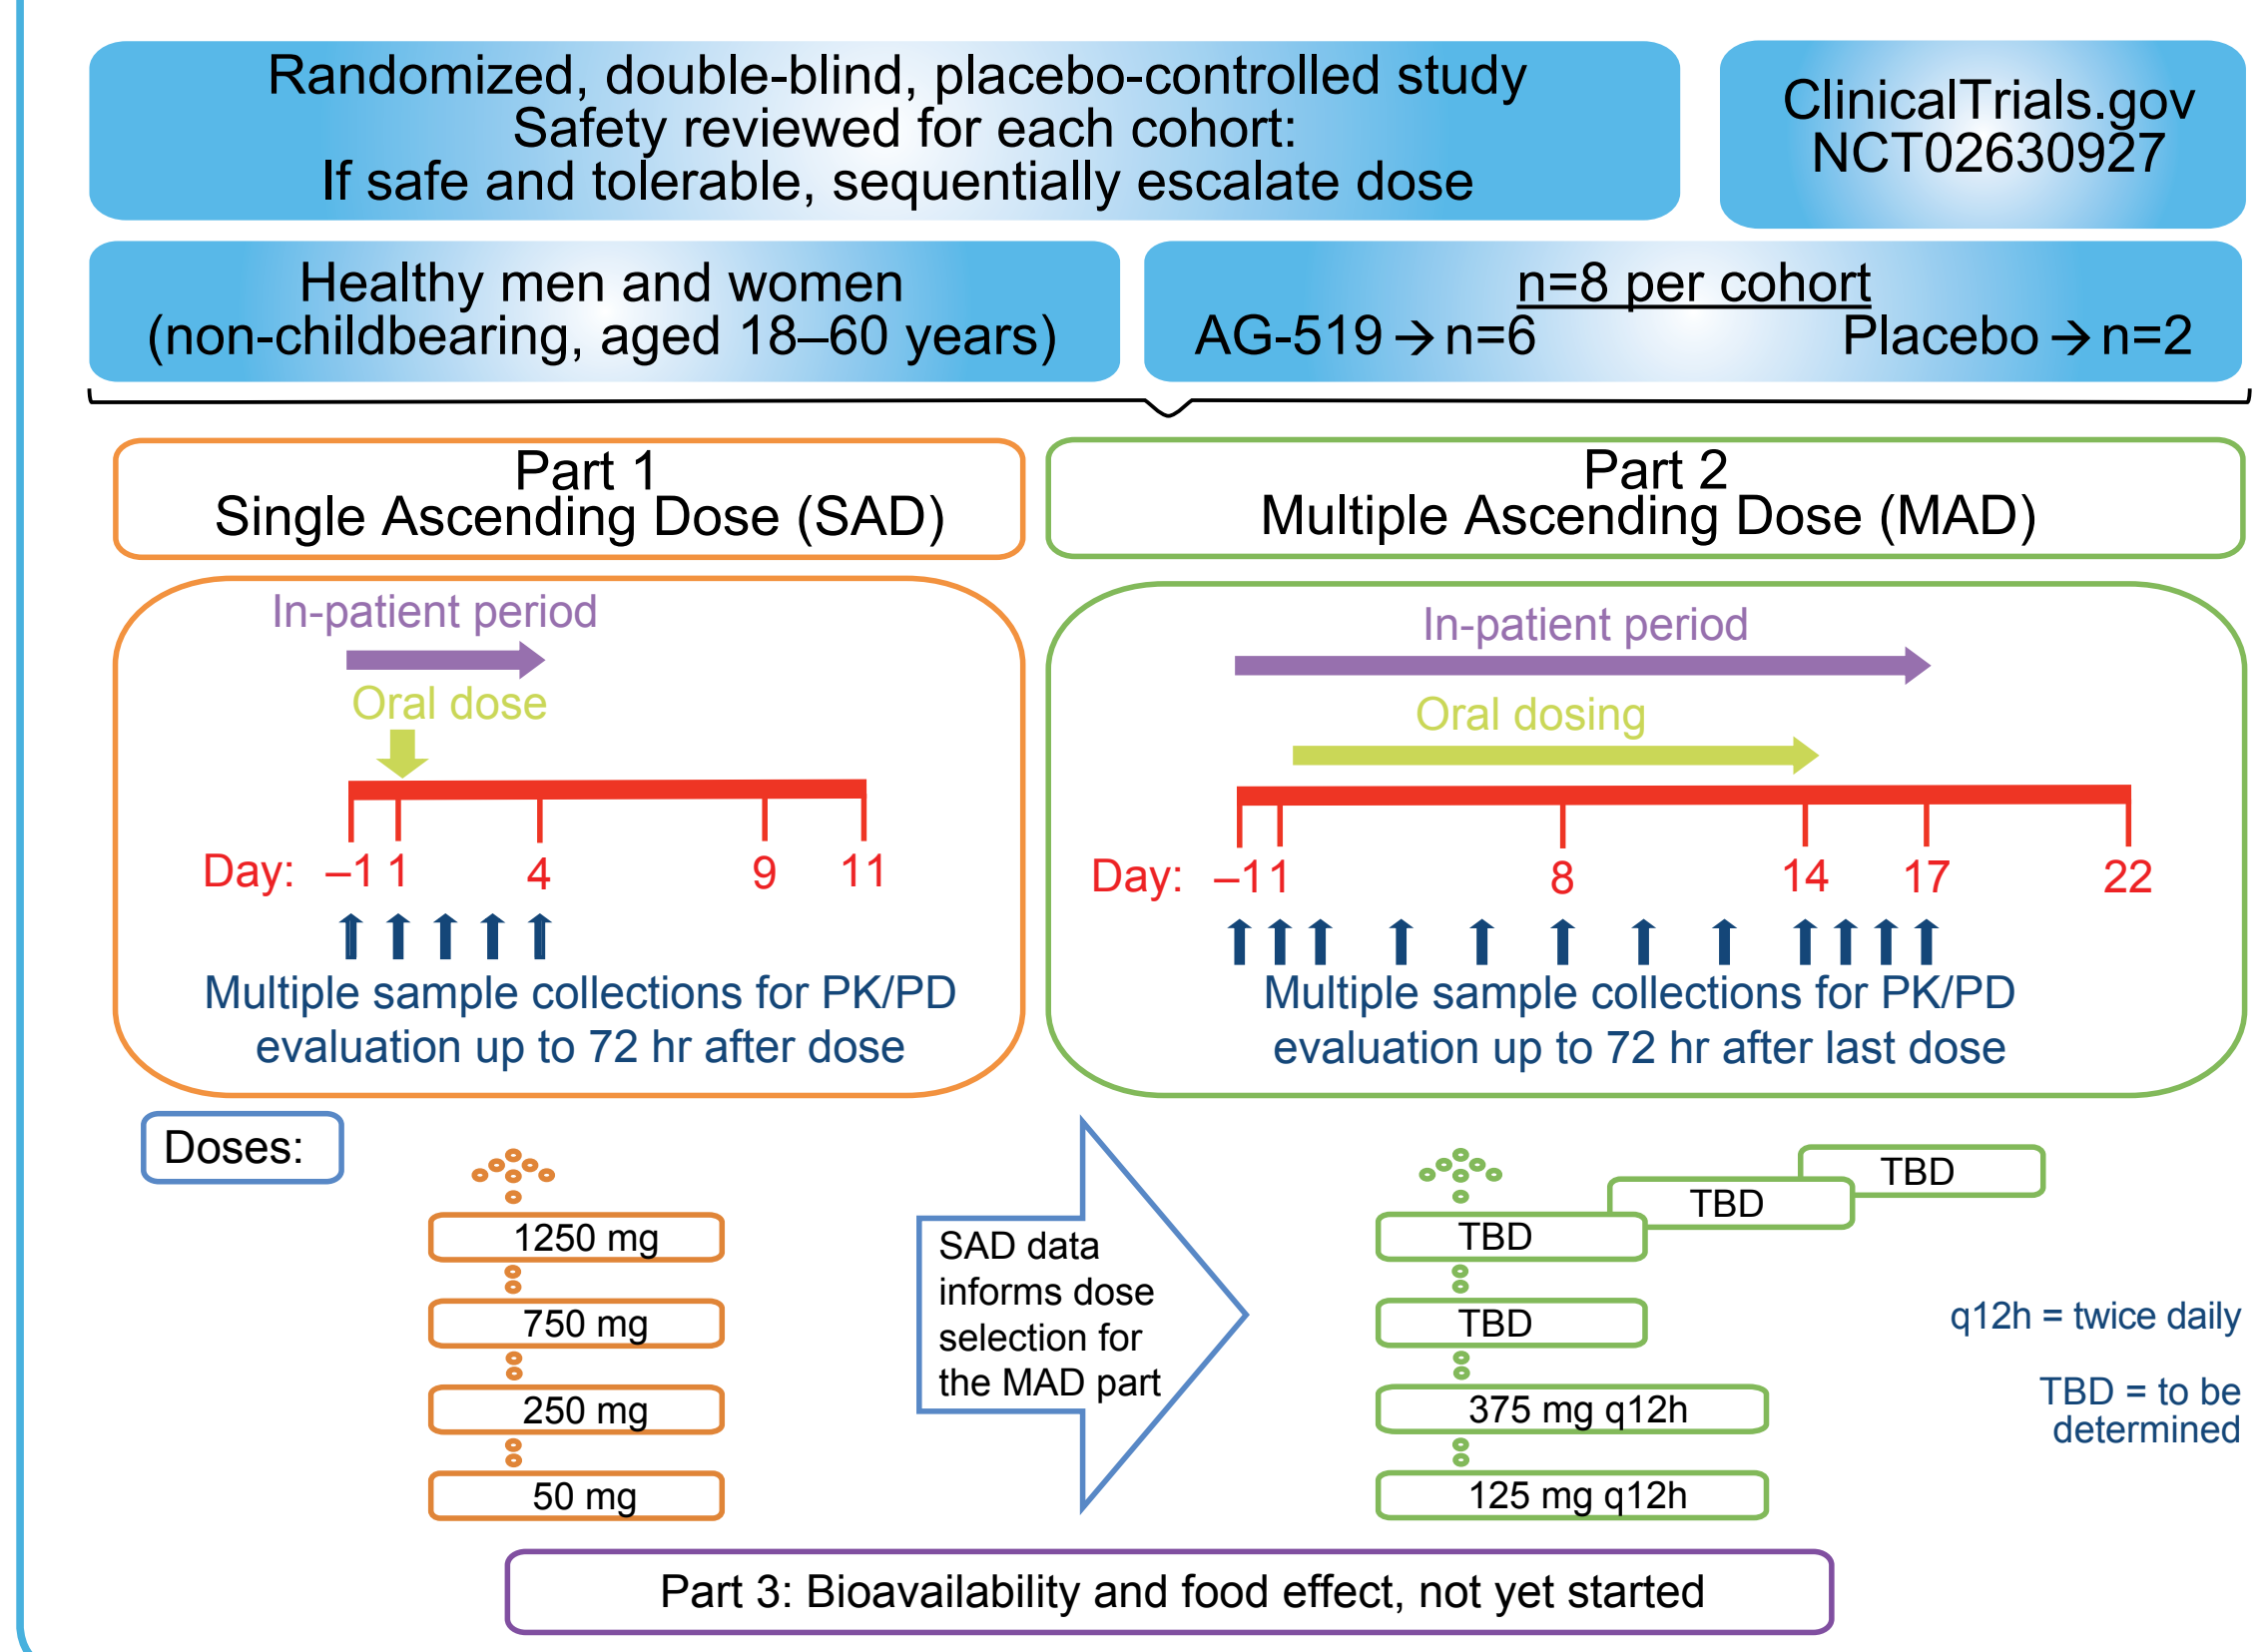 Randomized, double-blind, placebo-controlled study
Safety reviewed for each cohort:
If safe and tolerable, sequentially escalate dose
ClinicalTrials.gov
NCT02630927
Healthy men and women
(non-childbearing, aged 18–60 years)
n=8 per cohort
AG-519 → n=6 Placebo → n=2
Part 1
Single Ascending Dose (SAD)
Part 2
Multiple Ascending Dose (MAD)
In-patient period
Oral dose
Day: –1 1 4 9 11
Multiple sample collections for PK/PD
evaluation up to 72 hr after dose
In-patient period
Oral dosing
Day: –1 1 8 14 17 22
Multiple sample collections for PK/PD
evaluation up to 72 hr after last dose
Doses:
1250 mg
750 mg
250 mg
50 mg
SAD data
informs dose
selection for
the MAD part
TBD
TBD
TBD
TBD
375 mg q12h
125 mg q12h
q12h = twice daily
TBD = to be
determined
Part 3: Bioavailability and food effect, not yet started